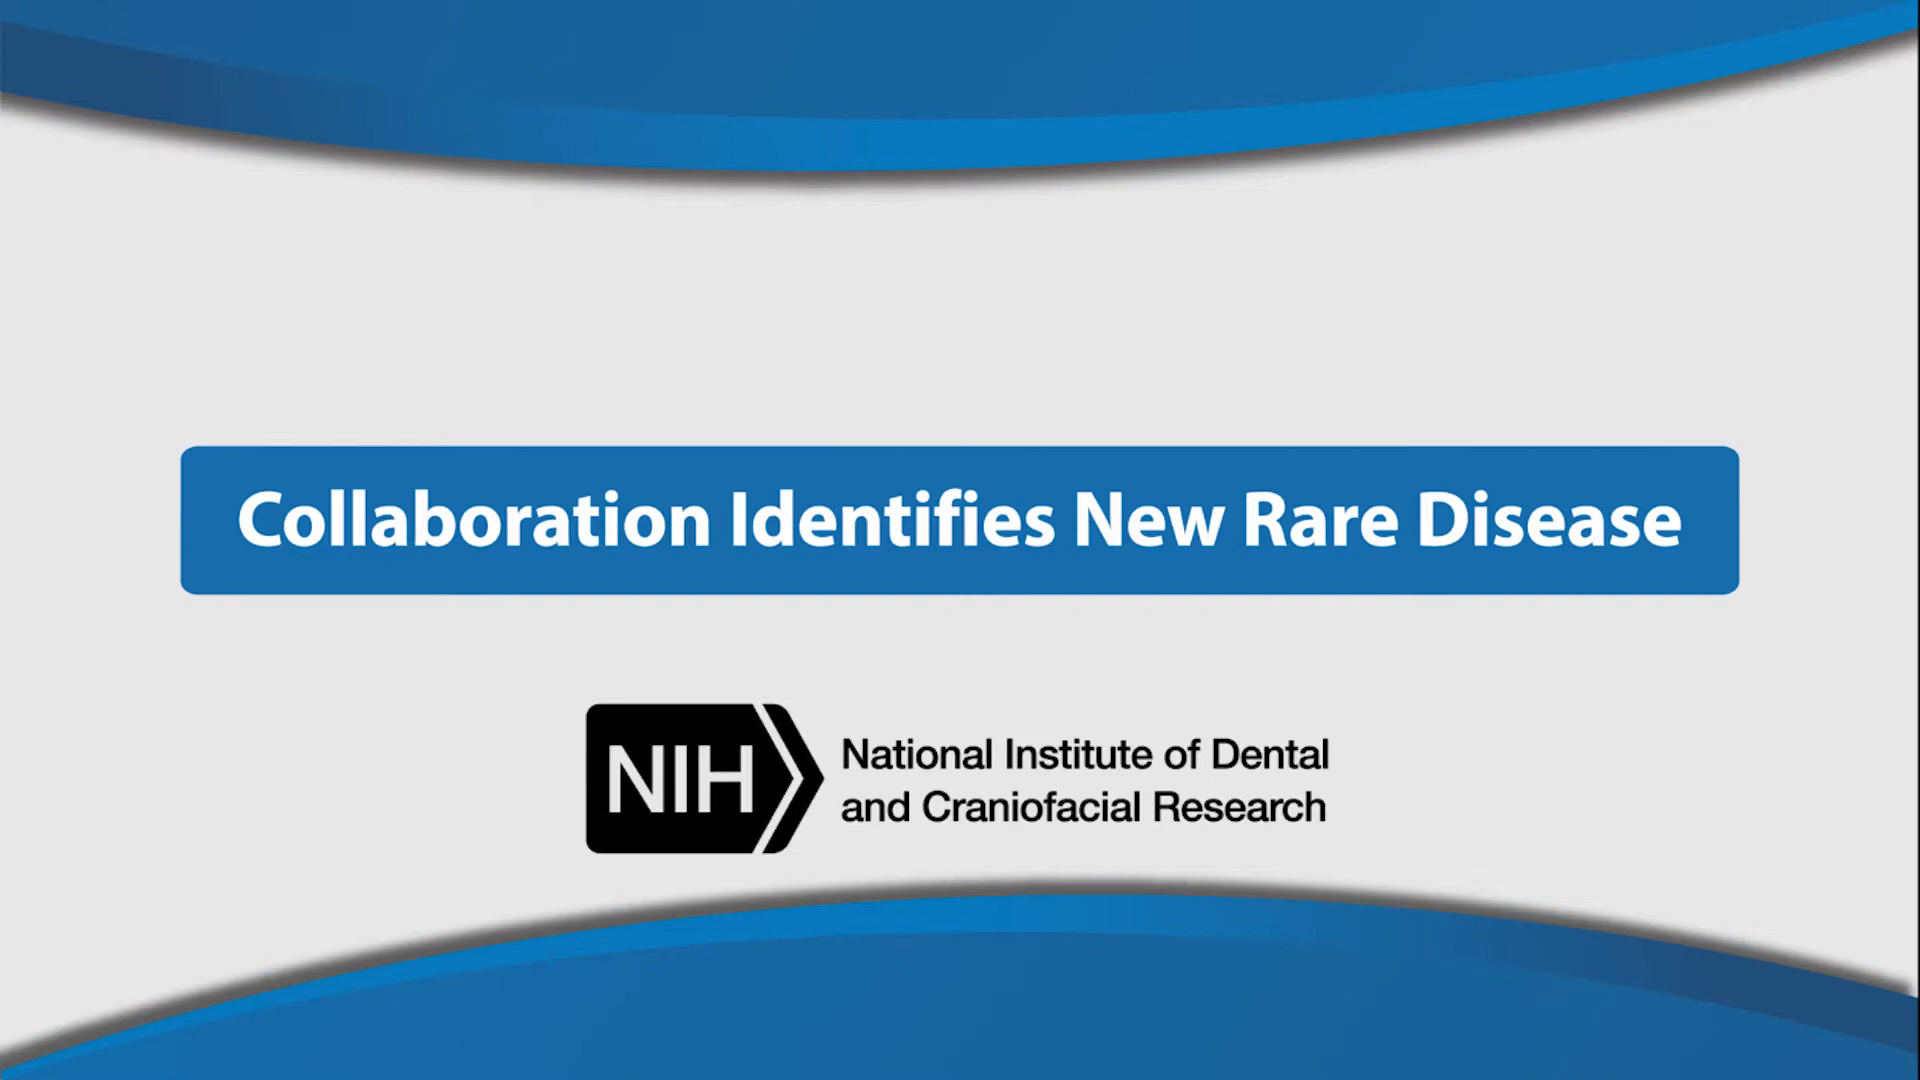 Collaboration Identifies New Rare Disease
NIH
National Institute of Dental
and Craniofacial Research